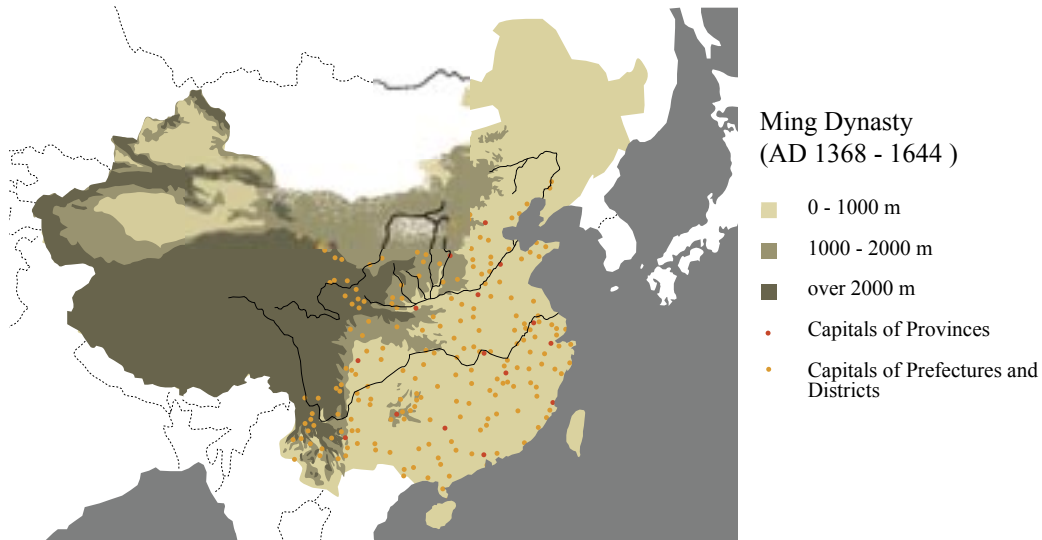 Ming Dynasty
(AD 1368 - 1644 )
0 - 1000 m
1000 - 2000 m
over 2000 m
Capitals of Provinces
Capitals of Prefectures and
Districts